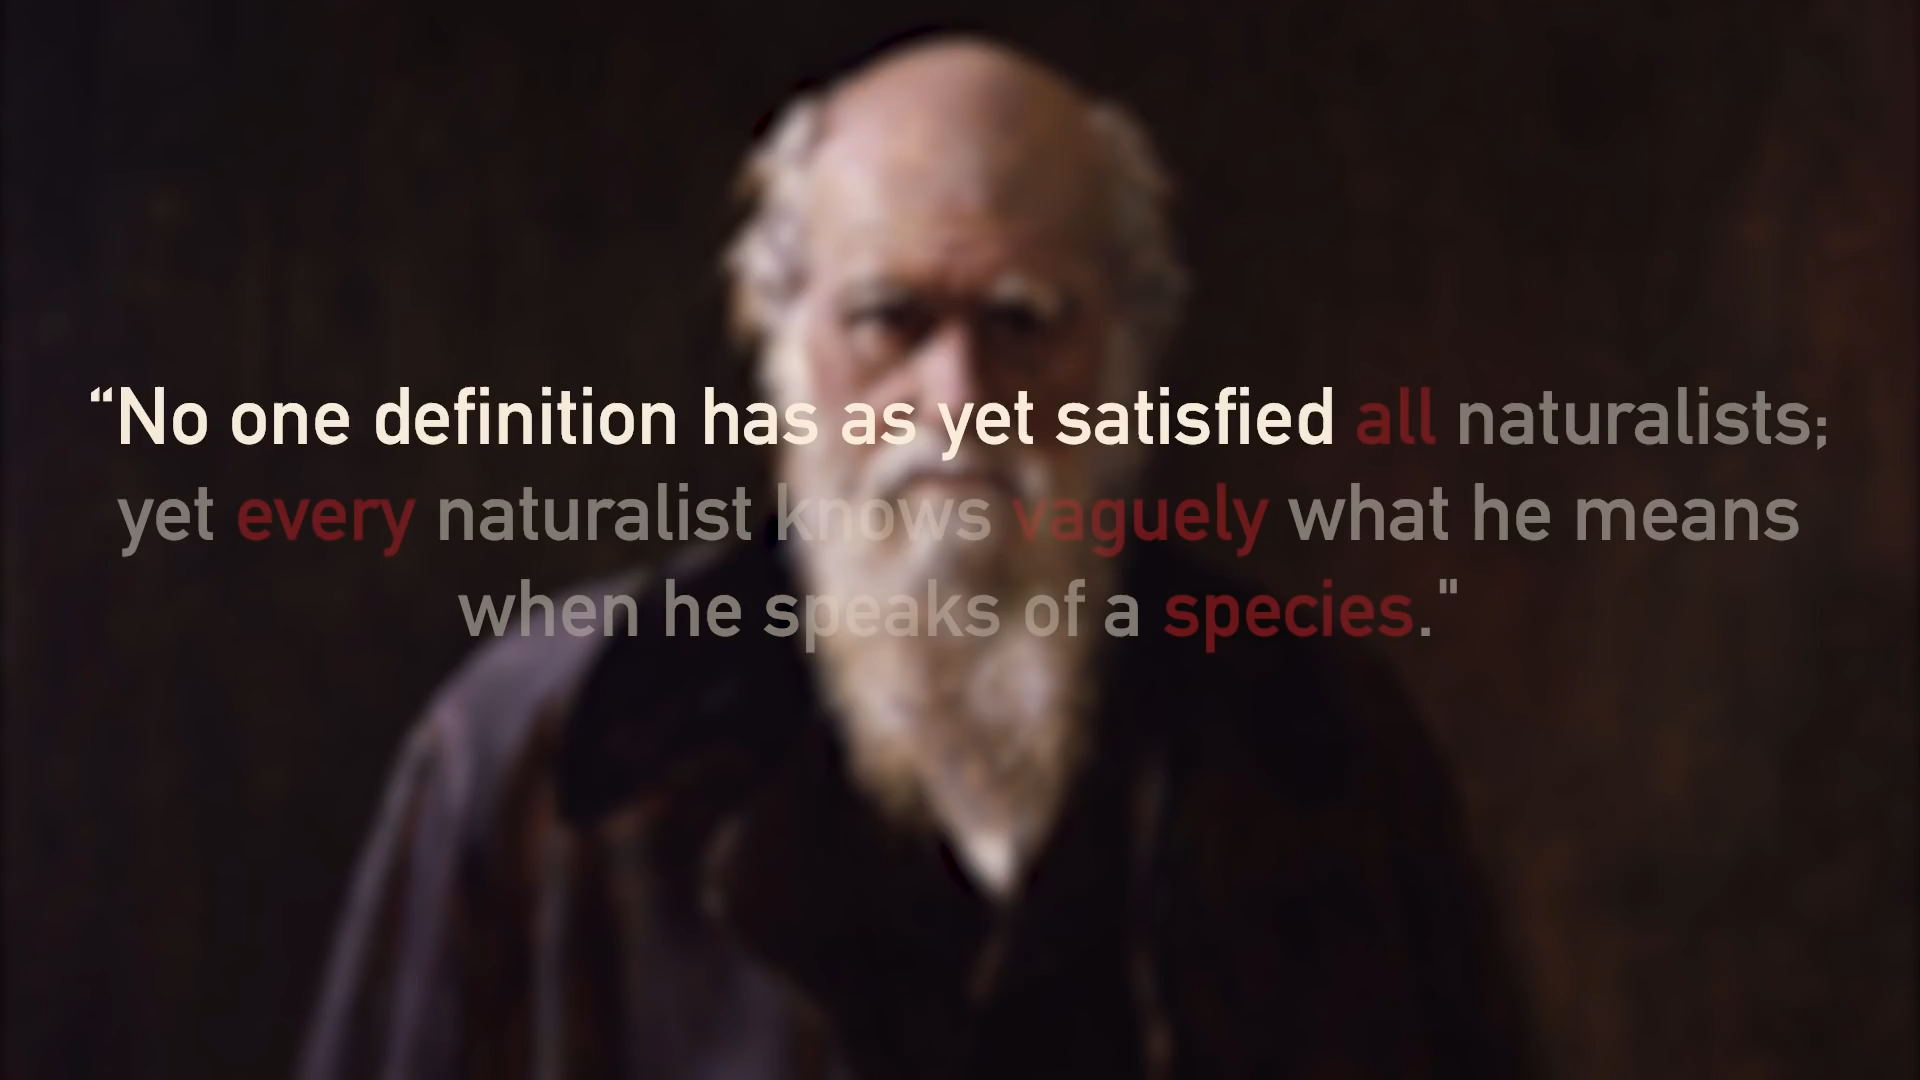 “No one definition has as yet satisfied all naturalists;
yet every naturalist knows vaguely what he means
when he speaks of a species."